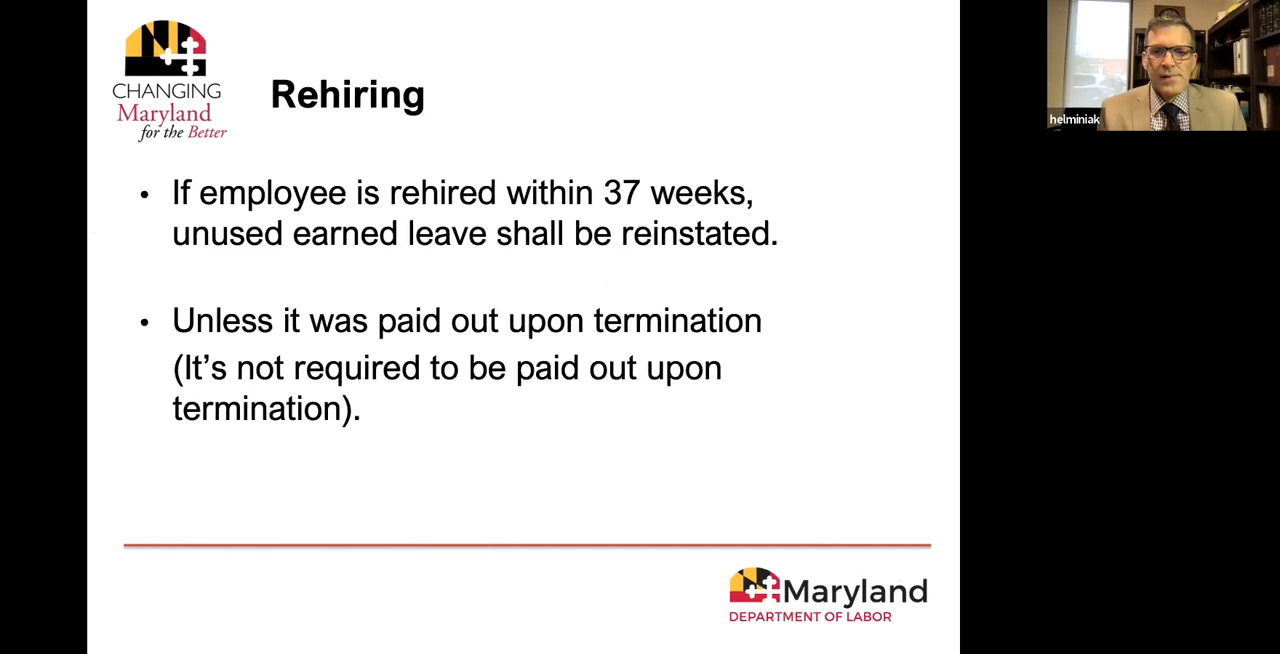 CHANGING
Maryland
for the Better
Rehiring
• If employee is rehired within 37 weeks,
unused earned leave shall be reinstated.
• Unless it was paid out upon termination
(It’s not required to be paid out upon
termination).
Maryland
DEPARTMENT OF LABOR
helminiak